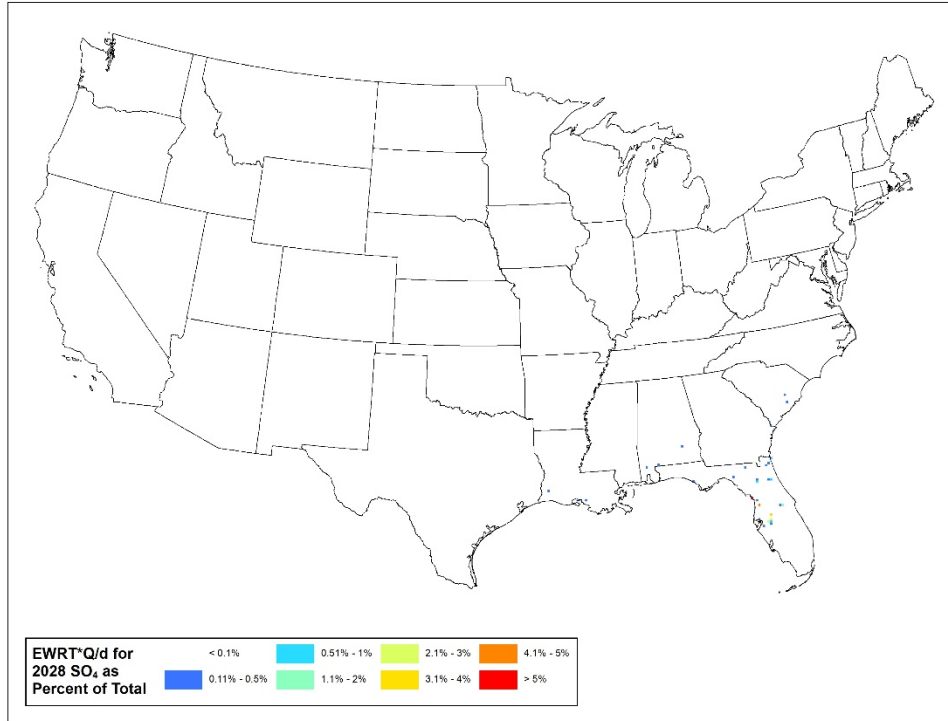 EWRT*Q/d for
2028 SO₄ as
Percent of Total
< 0.1%
0.11% - 0.5%
0.51% - 1%
1.1% - 2%
2.1% - 3%
3.1% - 4%
4.1% - 5%
> 5%